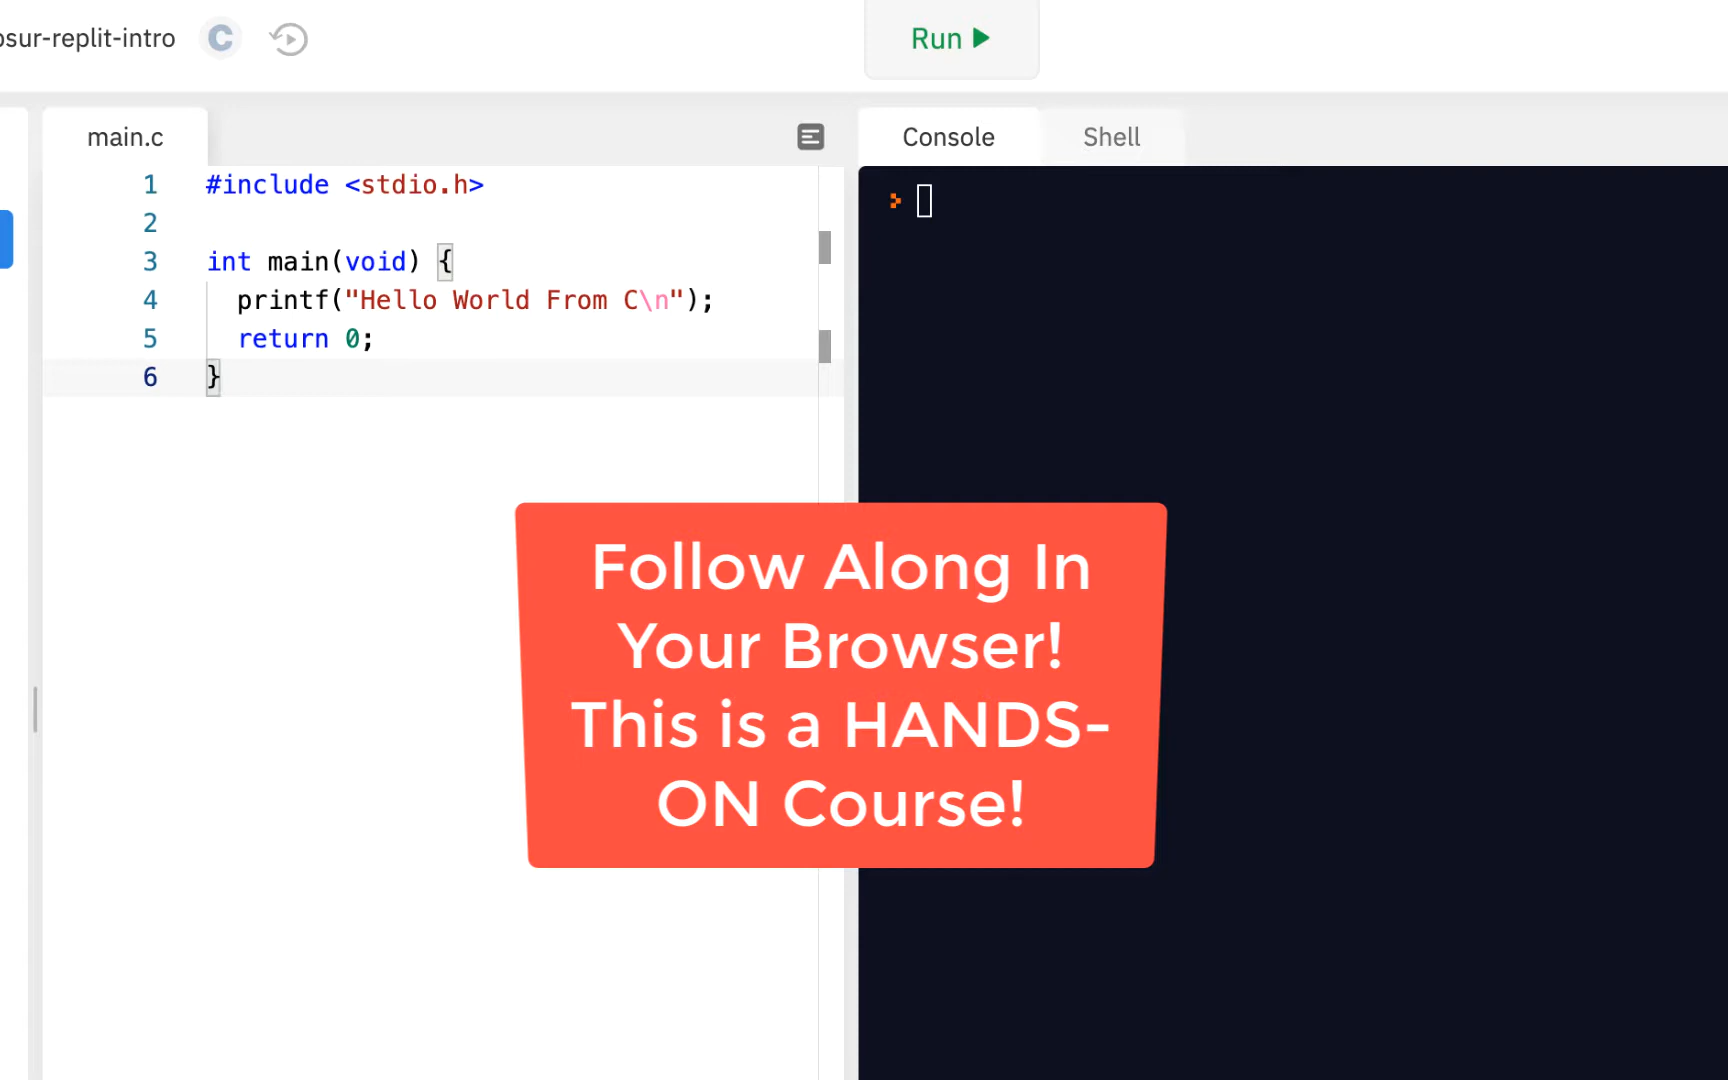 osur-replit-intro
C
Run
main.c
Console
Shell
1 #include <stdio.h>
2
3 int main(void) {
4 printf("Hello World From C\n");
5 return 0;
6 }
Follow Along In
Your Browser!
This is a HANDS-
ON Course!